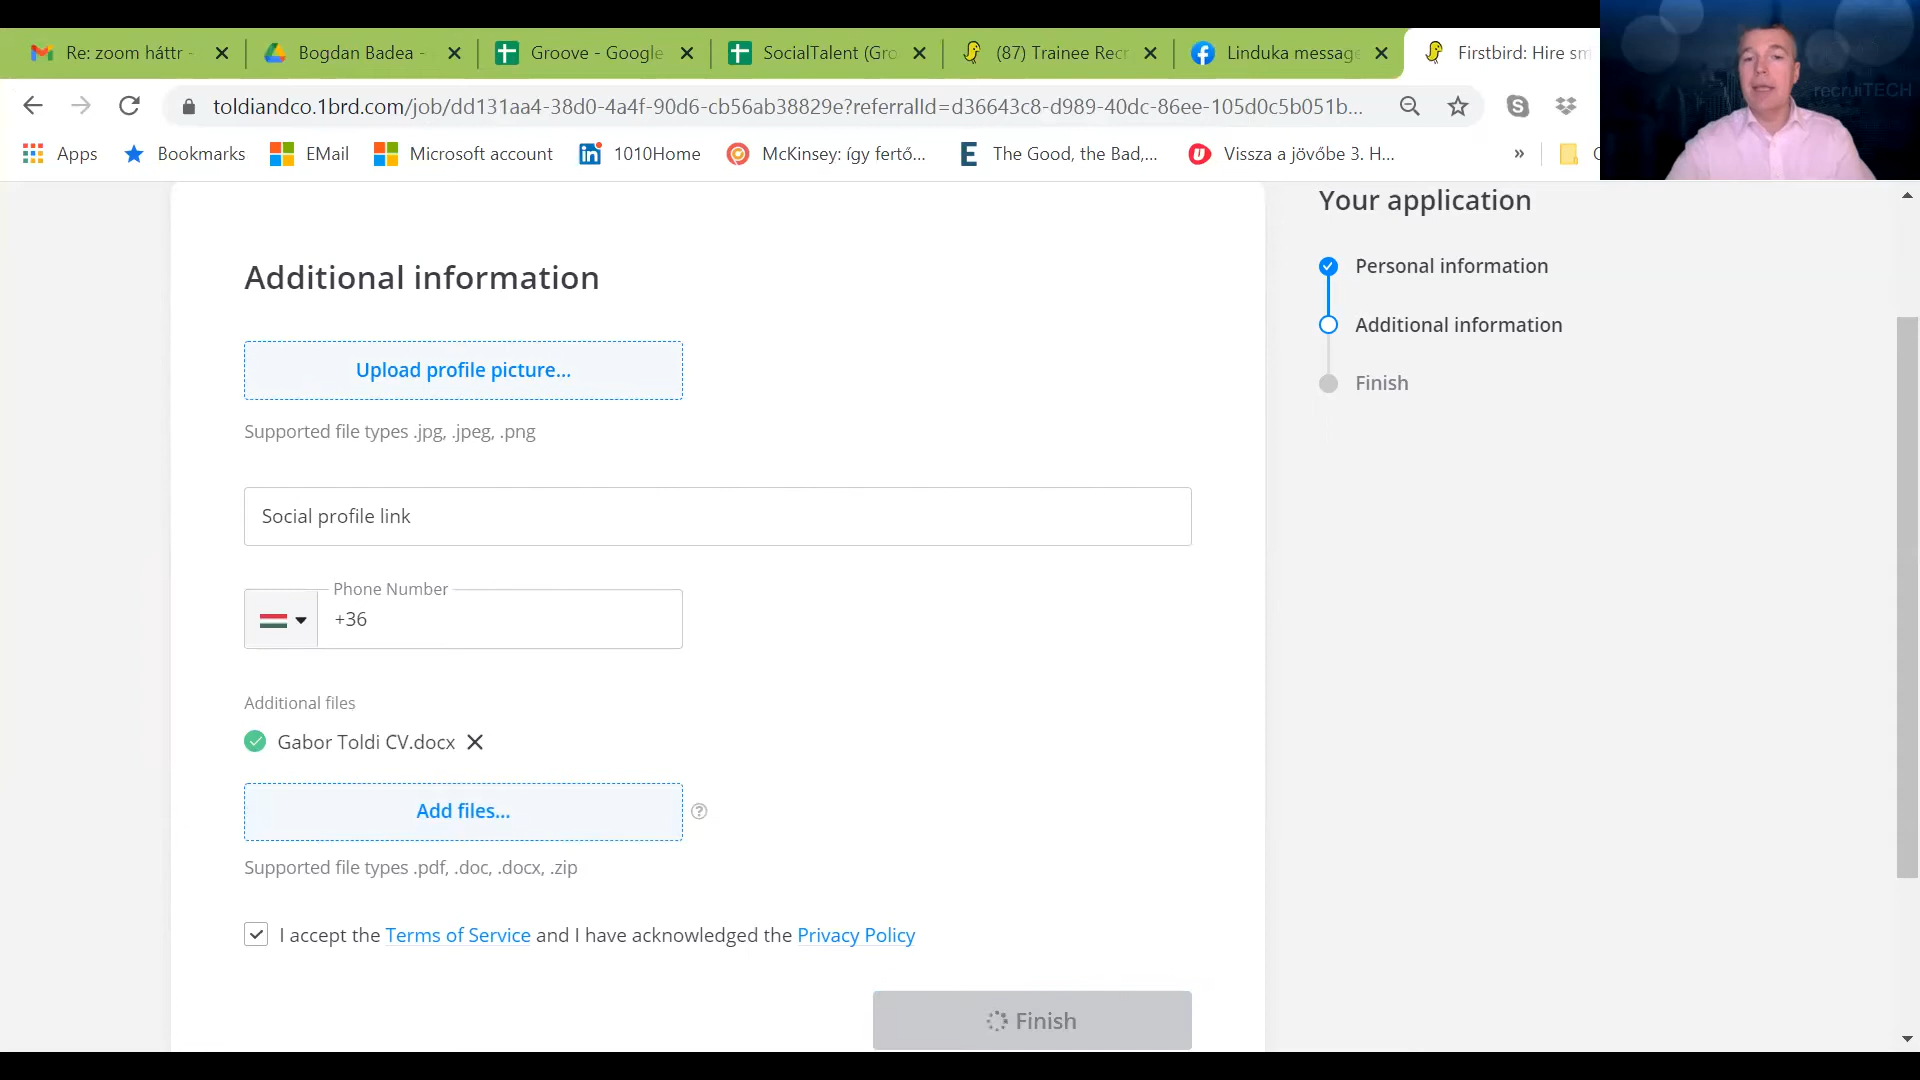 Re: zoom háttr -
Bogdan Badea -
Groove - Google
SocialTalent (Gro
(87) Trainee Recr
Linduka message
Firstbird: Hire sm
toldiandco.1brd.com/job/dd131aa4-38d0-4a4f-90d6-cb56ab38829e?referralId=d36643c8-d989-40dc-86ee-105d0c5b051b...
recruiTECH
Apps
Bookmarks
EMail
Microsoft account
1010Home
McKinsey: így fertő...
The Good, the Bad,...
Vissza a jövőbe 3. H...
»
Your application
Personal information
Additional information
Finish
Additional information
Upload profile picture...
Supported file types .jpg, .jpeg, .png
Social profile link
Phone Number
+36
Additional files
Gabor Toldi CV.docx
Add files...
Supported file types .pdf, .doc, .docx, .zip
I accept the Terms of Service and I have acknowledged the Privacy Policy
Finish